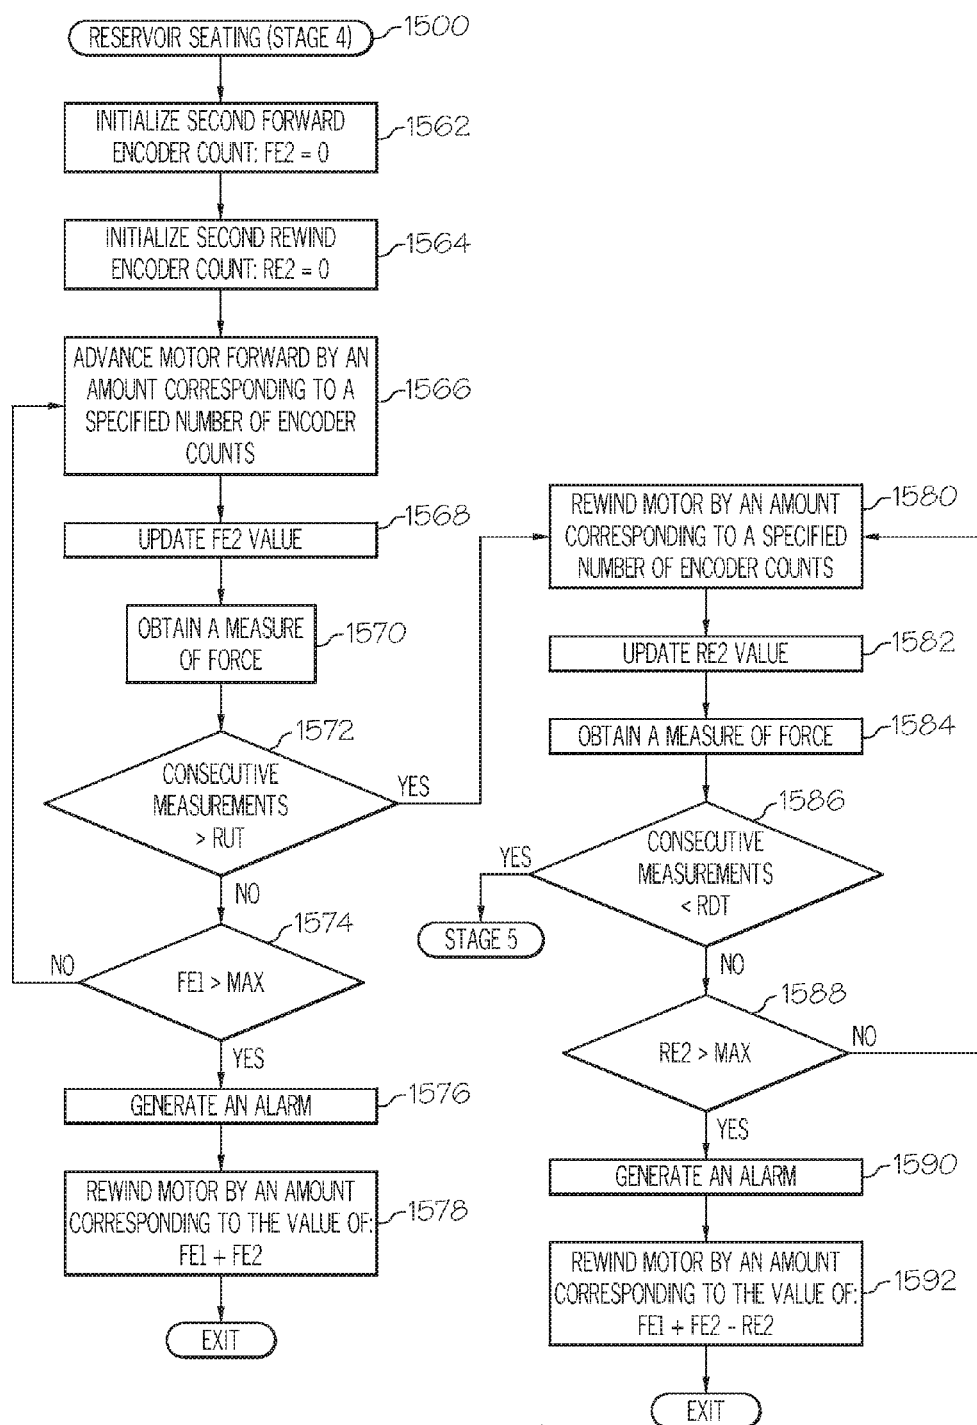 RESERVOIR SEATING (STAGE 4)
1500
INITIALIZE SECOND FORWARD
ENCODER COUNT: FE2 = 0
1562
INITIALIZE SECOND REWIND
ENCODER COUNT: RE2 = 0
1564
ADVANCE MOTOR FORWARD BY AN
AMOUNT CORRESPONDING TO A
SPECIFIED NUMBER OF ENCODER
COUNTS
1566
UPDATE FE2 VALUE
1568
OBTAIN A MEASURE
OF FORCE
1570
1572
CONSECUTIVE
MEASUREMENTS
> RUT
YES
NO
1574
FE1 > MAX
NO
YES
GENERATE AN ALARM
1576
REWIND MOTOR BY AN AMOUNT
CORRESPONDING TO THE VALUE OF:
FE1 + FE2
1578
EXIT
REWIND MOTOR BY AN AMOUNT
CORRESPONDING TO A SPECIFIED
NUMBER OF ENCODER COUNTS
1580
UPDATE RE2 VALUE
1582
OBTAIN A MEASURE OF FORCE
1584
1586
CONSECUTIVE
MEASUREMENTS
< RDT
YES
STAGE 5
NO
1588
RE2 > MAX
NO
YES
GENERATE AN ALARM
1590
REWIND MOTOR BY AN AMOUNT
CORRESPONDING TO THE VALUE OF:
FE1 + FE2 - RE2
1592
EXIT